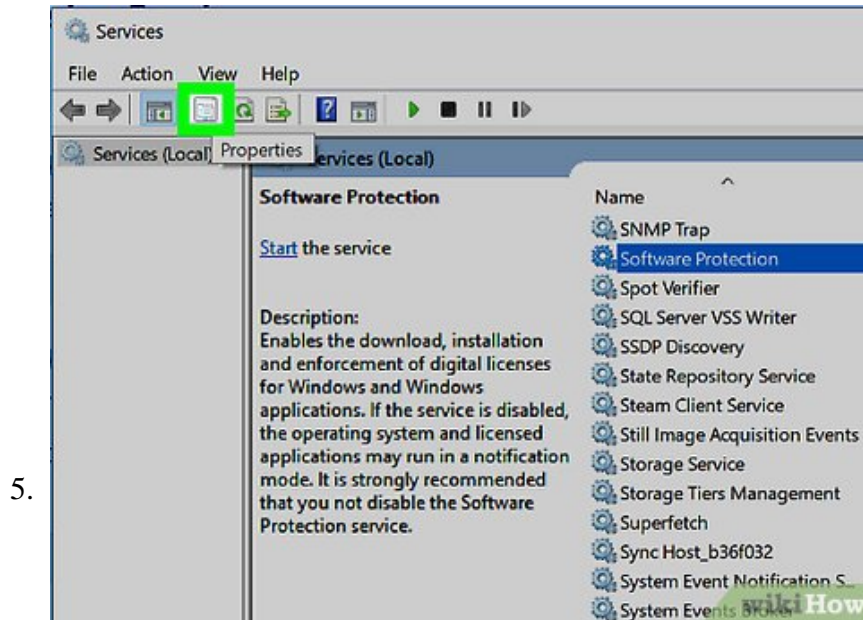 Services
File Action View Help
Properties
Services (Local)
ervices (Local)
Software Protection
Start the service
Description:
Enables the download, installation
and enforcement of digital licenses
for Windows and Windows
applications. If the service is disabled,
the operating system and licensed
applications may run in a notification
mode. It is strongly recommended
that you not disable the Software
Protection service.
Name
SNMP Trap
Software Protection
Spot Verifier
SQL Server VSS Writer
SSDP Discovery
State Repository Service
Steam Client Service
Still Image Acquisition Events
Storage Service
Storage Tiers Management
Superfetch
Sync Host_b36f032
System Event Notification S...
System Events Broker
wikiHow
5.